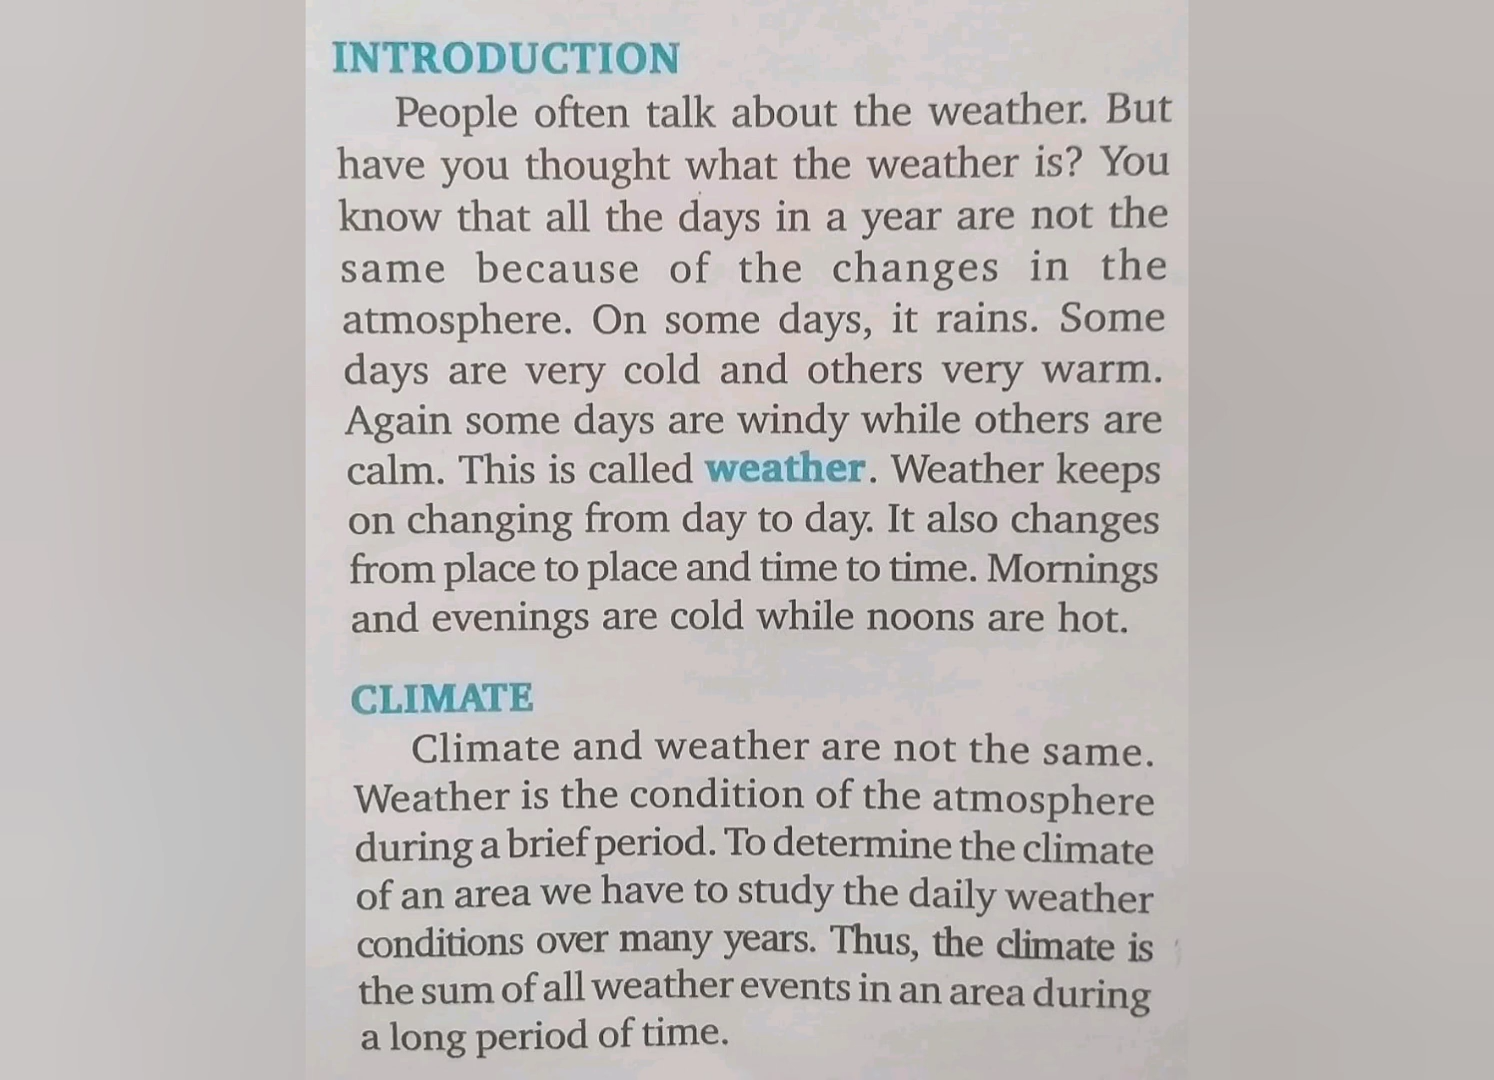 INTRODUCTION
People often talk about the weather. But
have you thought what the weather is? You
know that all the days in a year are not the
same because of the changes in the
atmosphere. On some days, it rains. Some
days are very cold and others very warm.
Again some days are windy while others are
calm. This is called weather. Weather keeps
on changing from day to day. It also changes
from place to place and time to time. Mornings
and evenings are cold while noons are hot.
CLIMATE
Climate and weather are not the same.
Weather is the condition of the atmosphere
during a brief period. To determine the climate
of an area we have to study the daily weather
conditions over many years. Thus, the climate is
the sum of all weather events in an area during
a long period of time.